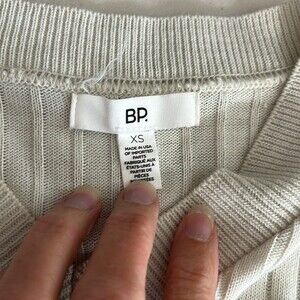 BP.
XS
MADE IN USA
OF IMPORTED
PARTS
FABRIQUÉ AUX
ÉTATS-UNIS À
PARTIR DE
PIÈCES